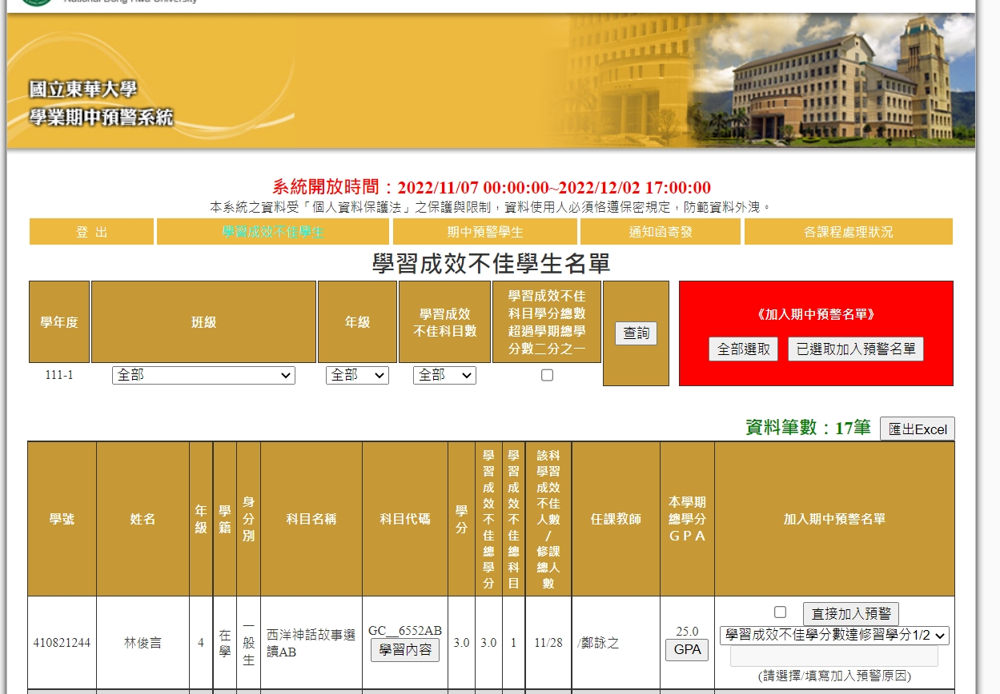 National Dong Hwa University
國立東華大學
學業期中預警系統
系統開放時間：2022/11/07 00:00:00~2022/12/02 17:00:00
本系統之資料受「個人資料保護法」之保護與限制，資料使用人必須恪遵保密規定，防範資料外洩。
登 出 學習成效不佳學生 期中預警學生 通知函寄發 各課程處理狀況
學習成效不佳學生名單
學年度
班級
年級
學習成效
不佳科目數
學習成效不佳
科目學分總數
超過學期總學
分數二分之一
查詢
《加入期中預警名單》
全部選取 已選取加入預警名單
111-1 全部 全部 全部
資料筆數：17筆 匯出Excel
學號
姓名
年級
學籍
身分別
科目名稱
科目代碼
學分
學習成效不佳總學分
學習成效不佳總科目
該科
學習
成效
不佳
人數
/
修課
總人
數
任課教師
本學期
總學分
ＧＰＡ
加入期中預警名單
410821244
林俊言
4
在學
一般生
西洋神話故事選
讀AB
GC__6552AB
學習內容
3.0
3.0
1
11/28
/鄭詠之
25.0
GPA
直接加入預警
學習成效不佳學分數達修習學分1/2
(請選擇/填寫加入預警原因)